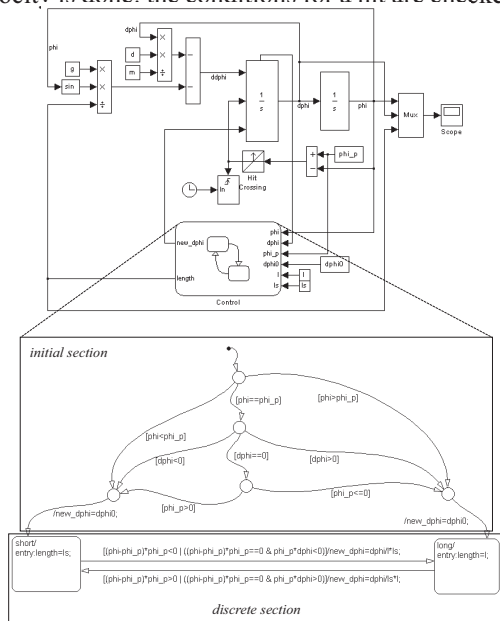 phi
dphi
g
sin
×
×
÷
d
m
×
×
÷
−
−
ddphi
1
s
dphi
1
s
phi
Mux
Scope
In
Hit
Crossing
+
−
phi_p
new_dphi
length
phi
dphi
phi_p
dphi0
l
ls
dphi0
l
ls
Control
initial section
[phi<phi_p]
[phi==phi_p]
[phi>phi_p]
[dphi<0]
[dphi==0]
[dphi>0]
[phi_p>0]
[phi_p<=0]
/new_dphi=dphi0;
/new_dphi=dphi0;
short/
entry:length=ls;
[(phi-phi_p)*phi_p<0 | ((phi-phi_p)*phi_p==0 & phi_p*dphi<0)]/new_dphi=dphi/l*ls;
[(phi-phi_p)*phi_p>0 | ((phi-phi_p)*phi_p==0 & phi_p*dphi>0)]/new_dphi=dphi/ls*l;
long/
entry:length=l;
discrete section